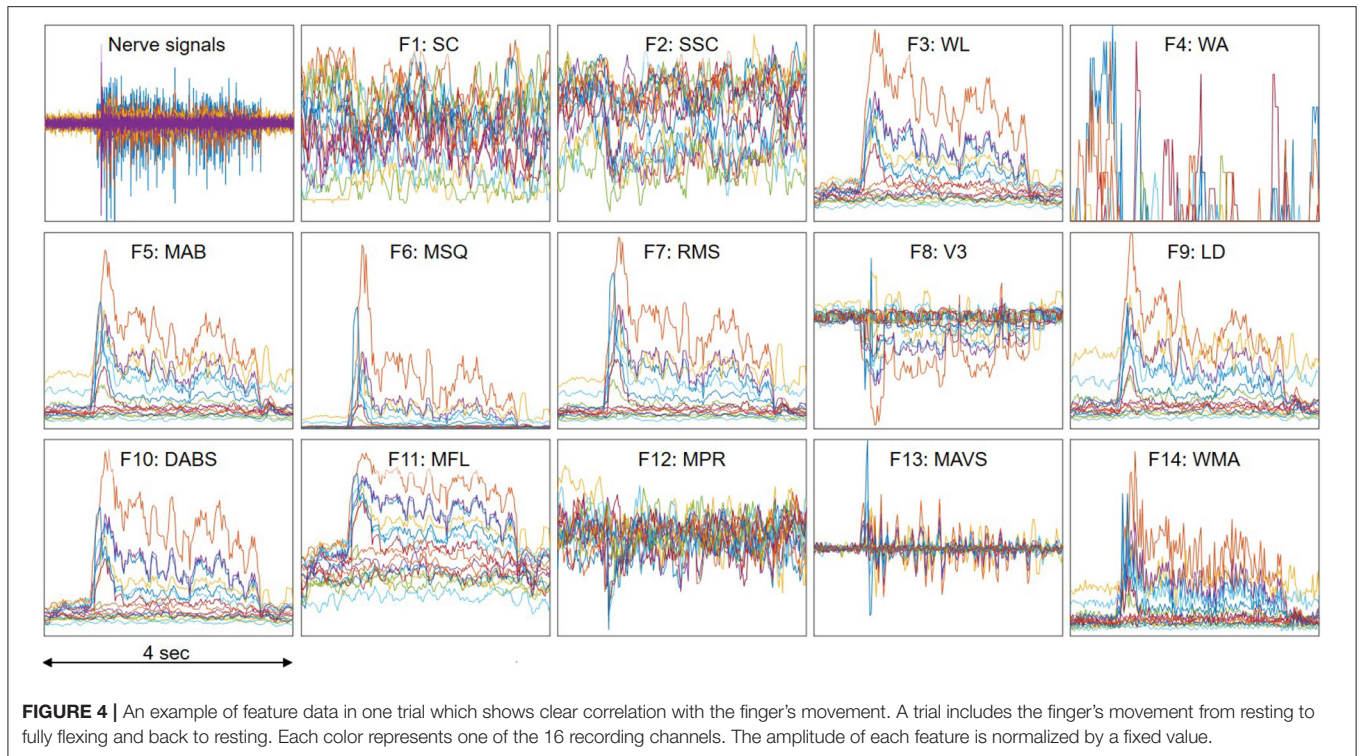 Nerve signals
F1: SC
F2: SSC
F3: WL
F4: WA
F5: MAB
F6: MSQ
F7: RMS
F8: V3
F9: LD
F10: DABS
F11: MFL
F12: MPR
F13: MAVS
F14: WMA
4 sec
FIGURE 4 | An example of feature data in one trial which shows clear correlation with the finger's movement. A trial includes the finger's movement from resting to
fully flexing and back to resting. Each color represents one of the 16 recording channels. The amplitude of each feature is normalized by a fixed value.